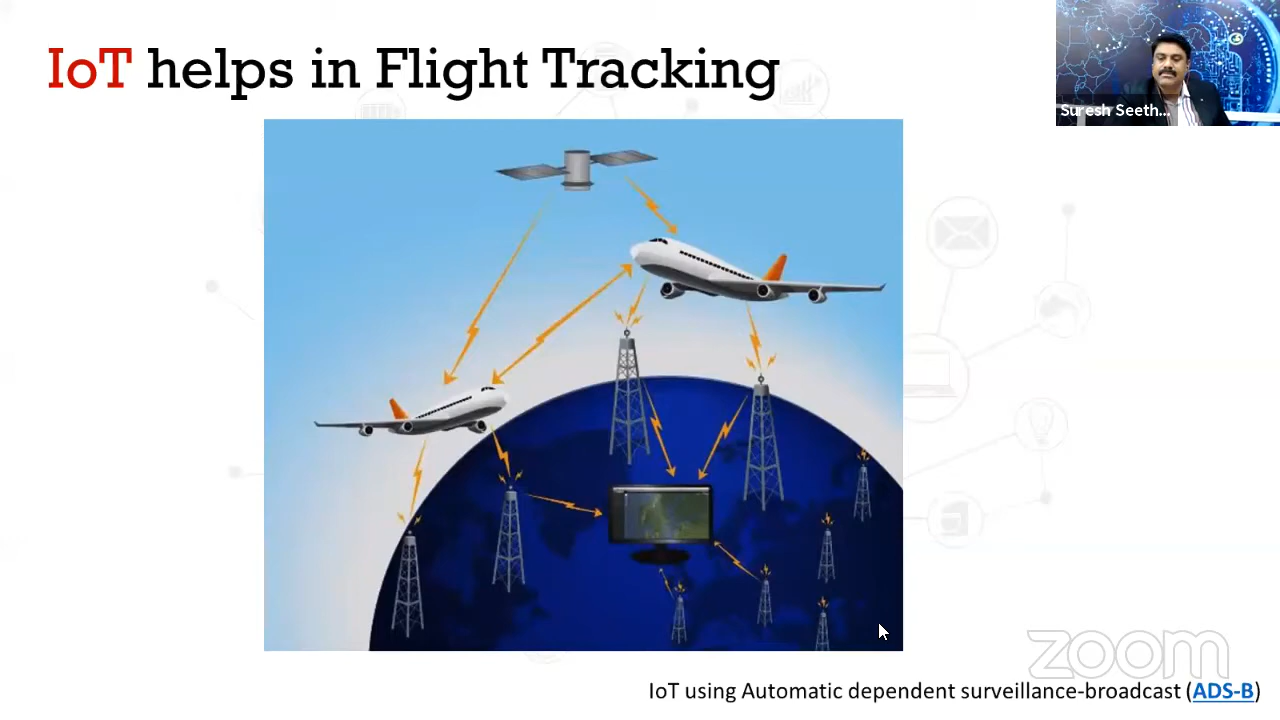 IoT helps in Flight Tracking
Suresh Seeth...
zoom
IoT using Automatic dependent surveillance-broadcast (ADS-B)